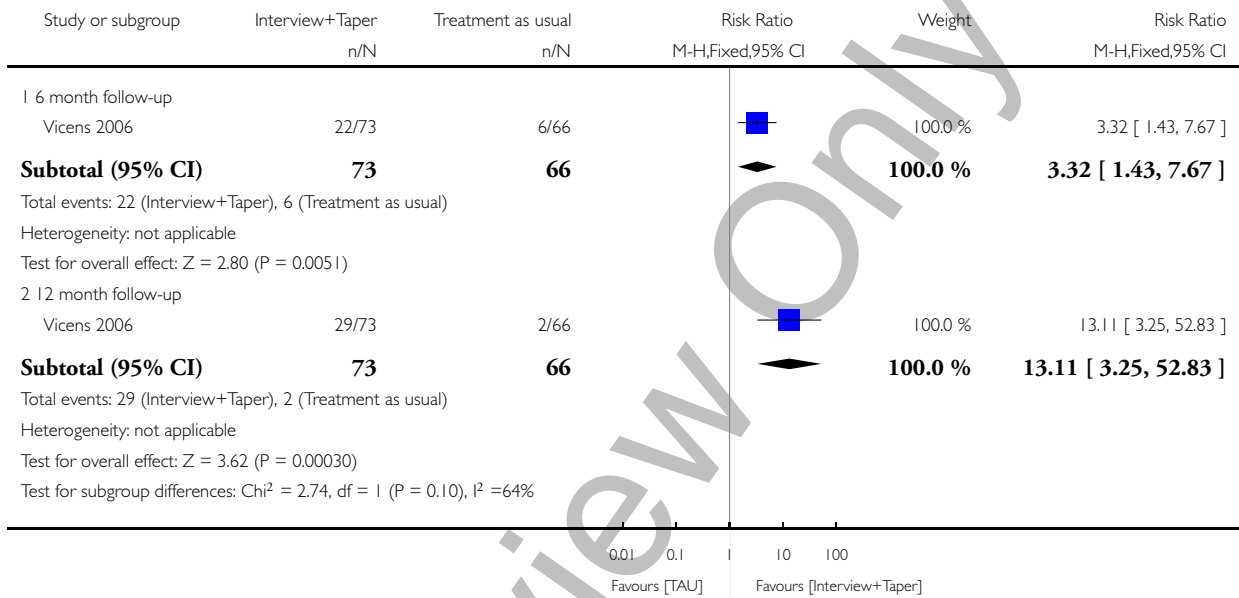 Study or subgroup Interview+Taper Treatment as usual Risk Ratio Weight Risk Ratio
n/N n/N M-H,Fixed,95% CI M-H,Fixed,95% CI
1 6 month follow-up
Vicens 2006 22/73 6/66 100.0 % 3.32 [ 1.43, 7.67 ]
Subtotal (95% CI) 73 66 100.0 % 3.32 [ 1.43, 7.67 ]
Total events: 22 (Interview+Taper), 6 (Treatment as usual)
Heterogeneity: not applicable
Test for overall effect: Z = 2.80 (P = 0.0051)
2 12 month follow-up
Vicens 2006 29/73 2/66 100.0 % 13.11 [ 3.25, 52.83 ]
Subtotal (95% CI) 73 66 100.0 % 13.11 [ 3.25, 52.83 ]
Total events: 29 (Interview+Taper), 2 (Treatment as usual)
Heterogeneity: not applicable
Test for overall effect: Z = 3.62 (P = 0.00030)
Test for subgroup differences: Chi² = 2.74, df = 1 (P = 0.10), I² =64%
0.01 0.1 1 10 100
Favours [TAU] Favours [Interview+Taper]
view Only